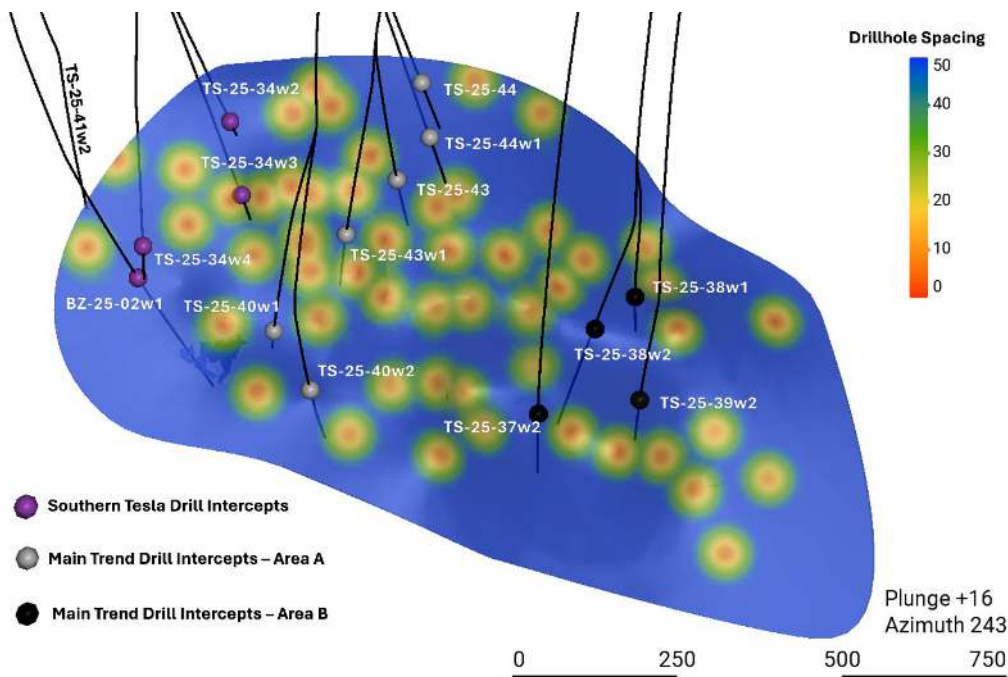 Drillhole Spacing
50
40
30
20
10
0
TS-25-41w2
TS-25-34w2
TS-25-44
TS-25-44w1
TS-25-34w3
TS-25-43
TS-25-34w4
TS-25-43w1
BZ-25-02w1
TS-25-40w1
TS-25-38w1
TS-25-38w2
TS-25-40w2
TS-25-39w2
TS-25-37w2
Southern Tesla Drill Intercepts
Main Trend Drill Intercepts – Area A
Main Trend Drill Intercepts – Area B
Plunge +16
Azimuth 243
0 250 500 750